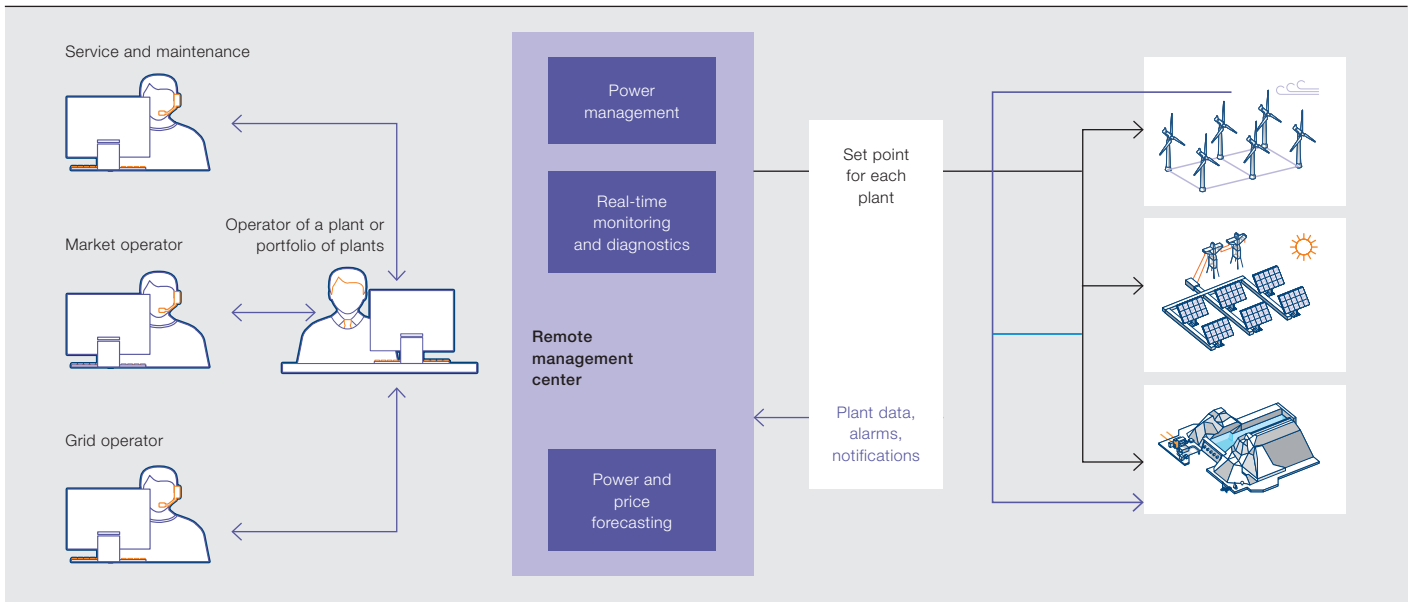 Service and maintenance
Market operator
Grid operator
Operator of a plant or
portfolio of plants
Power
management
Real-time
monitoring
and diagnostics
Remote
management
center
Power and
price
forecasting
Set point
for each
plant
Plant data,
alarms,
notifications